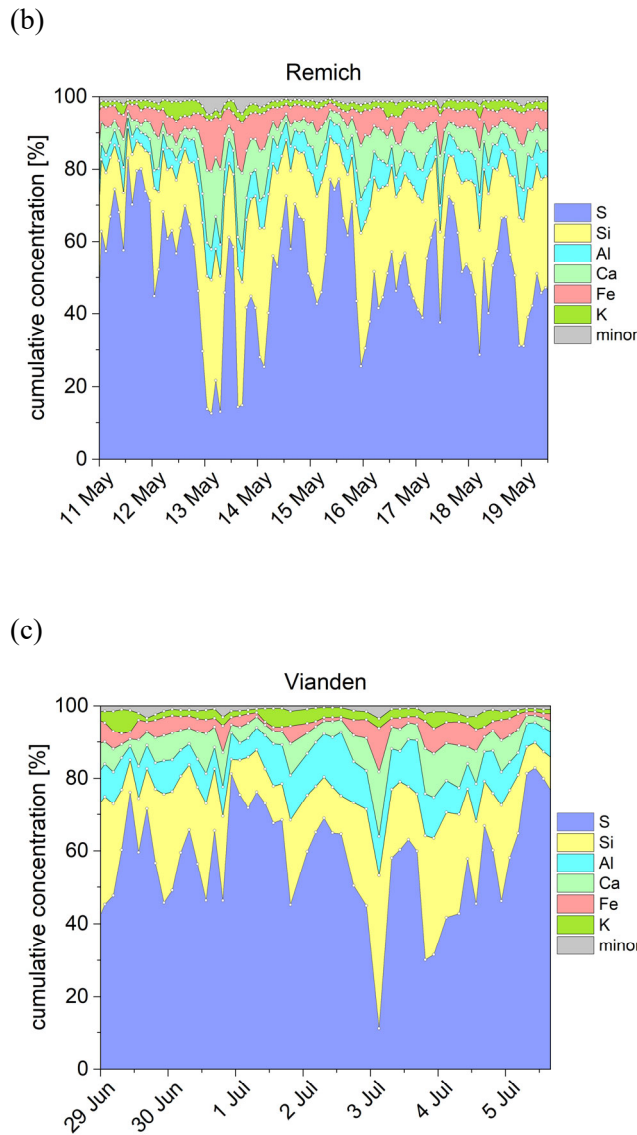 (b)
Remich
cumulative concentration [%]
100
80
60
40
20
0
11 May
12 May
13 May
14 May
15 May
16 May
17 May
18 May
19 May
S
Si
Al
Ca
Fe
K
minor
(c)
Vianden
cumulative concentration [%]
100
80
60
40
20
0
29 Jun
30 Jun
1 Jul
2 Jul
3 Jul
4 Jul
5 Jul
S
Si
Al
Ca
Fe
K
minor